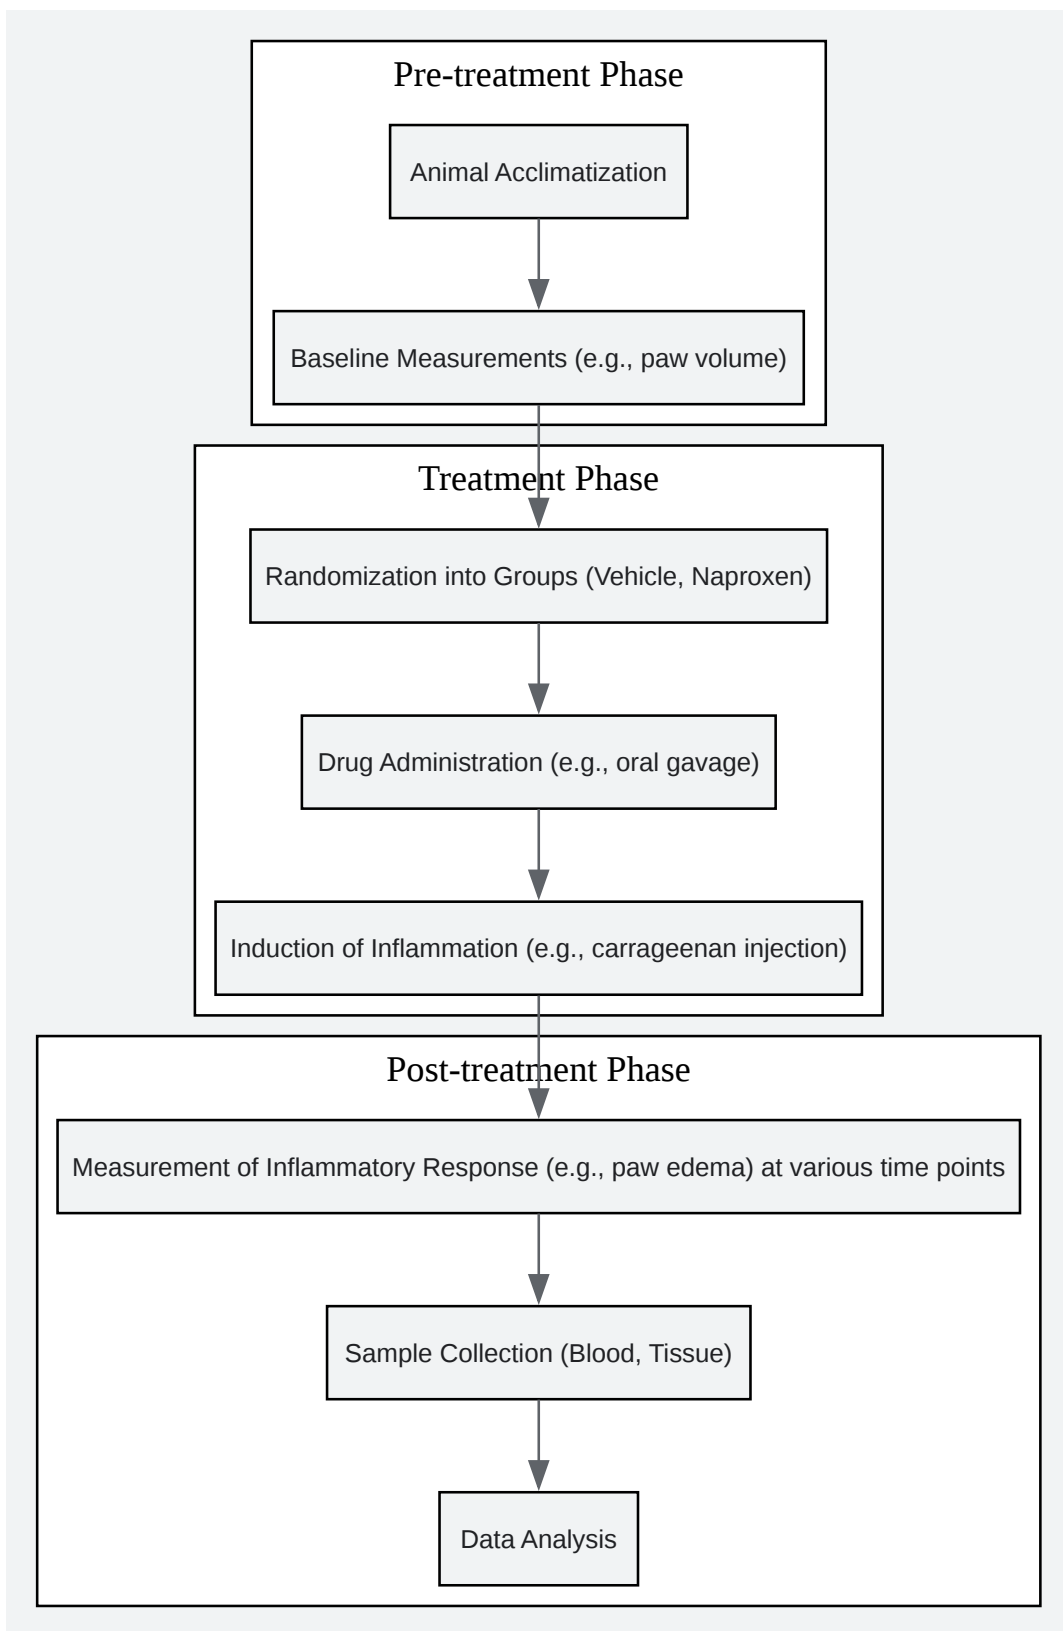 Pre-treatment Phase
Animal Acclimatization
Baseline Measurements (e.g., paw volume)
Treatment Phase
Randomization into Groups (Vehicle, Naproxen)
Drug Administration (e.g., oral gavage)
Induction of Inflammation (e.g., carrageenan injection)
Post-treatment Phase
Measurement of Inflammatory Response (e.g., paw edema) at various time points
Sample Collection (Blood, Tissue)
Data Analysis